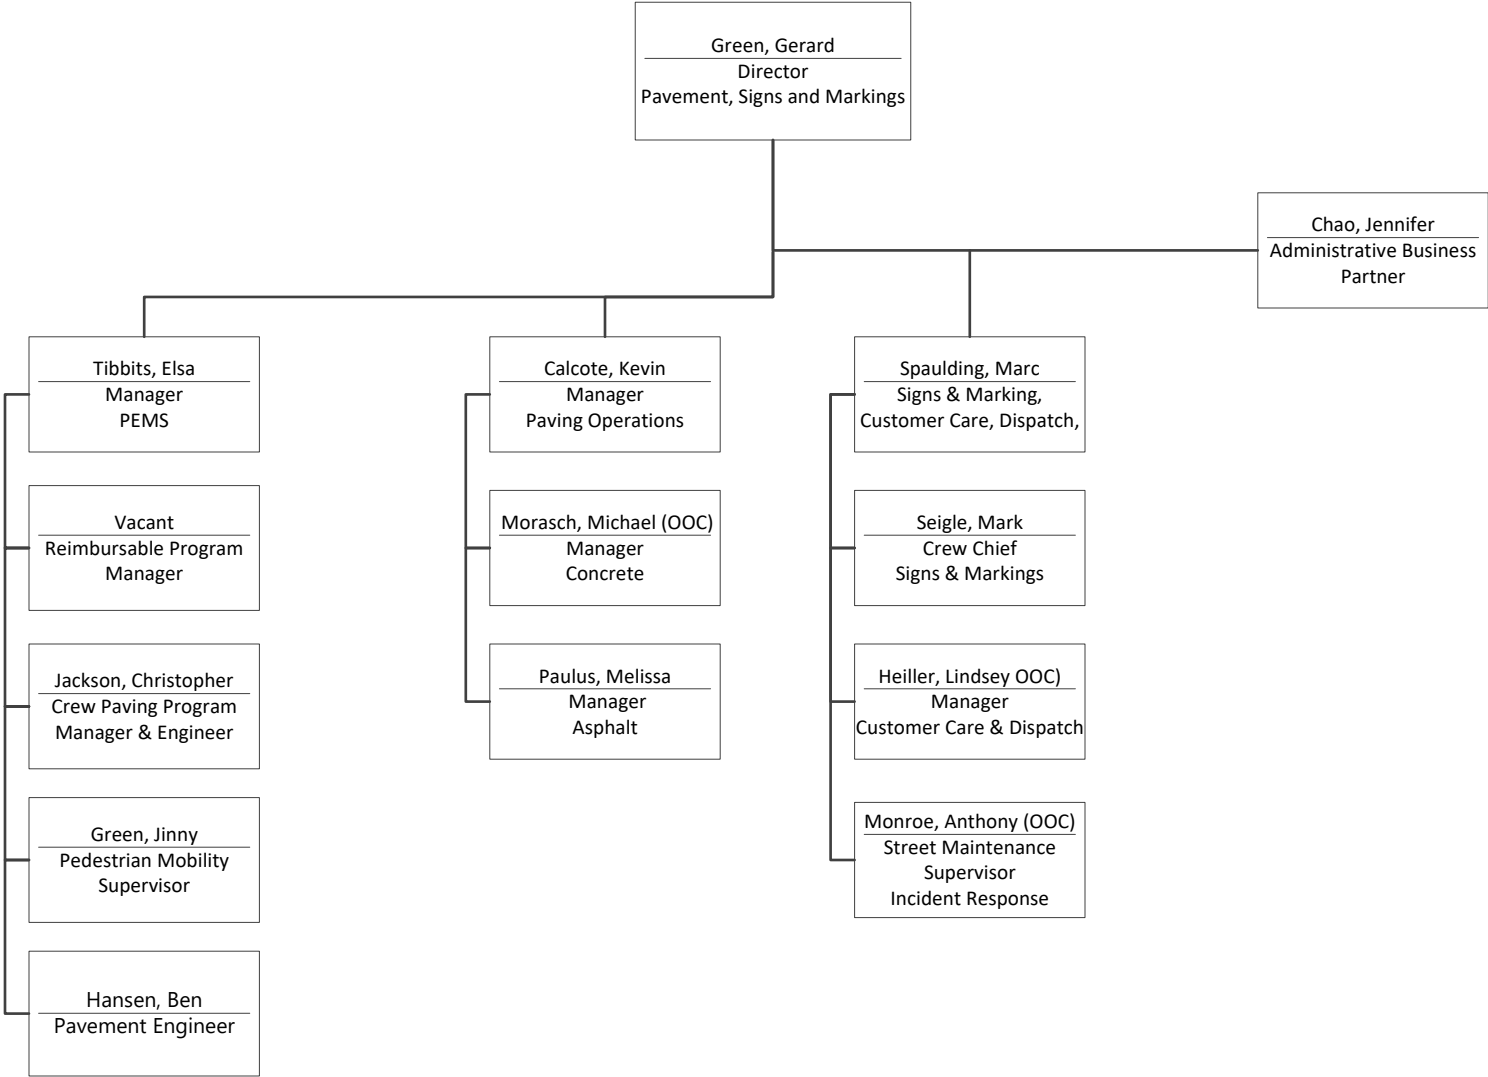 Green, Gerard
Director
Pavement, Signs and Markings
Chao, Jennifer
Administrative Business
Partner
Tibbits, Elsa
Manager
PEMS
Vacant
Reimbursable Program
Manager
Jackson, Christopher
Crew Paving Program
Manager & Engineer
Green, Jinny
Pedestrian Mobility
Supervisor
Hansen, Ben
Pavement Engineer
Calcote, Kevin
Manager
Paving Operations
Morasch, Michael (OOC)
Manager
Concrete
Paulus, Melissa
Manager
Asphalt
Spaulding, Marc
Signs & Marking,
Customer Care, Dispatch,
Seigle, Mark
Crew Chief
Signs & Markings
Heiller, Lindsey OOC)
Manager
Customer Care & Dispatch
Monroe, Anthony (OOC)
Street Maintenance
Supervisor
Incident Response